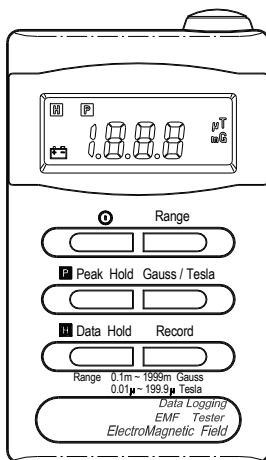 H P
1.8.8.8 μT
mG
Range
P Peak Hold Gauss / Tesla
H Data Hold Record
Range 0.1m ~ 1999m Gauss
0.01μ ~ 199.9μ Tesla
Data Logging
EMF Tester
ElectroMagnetic Field